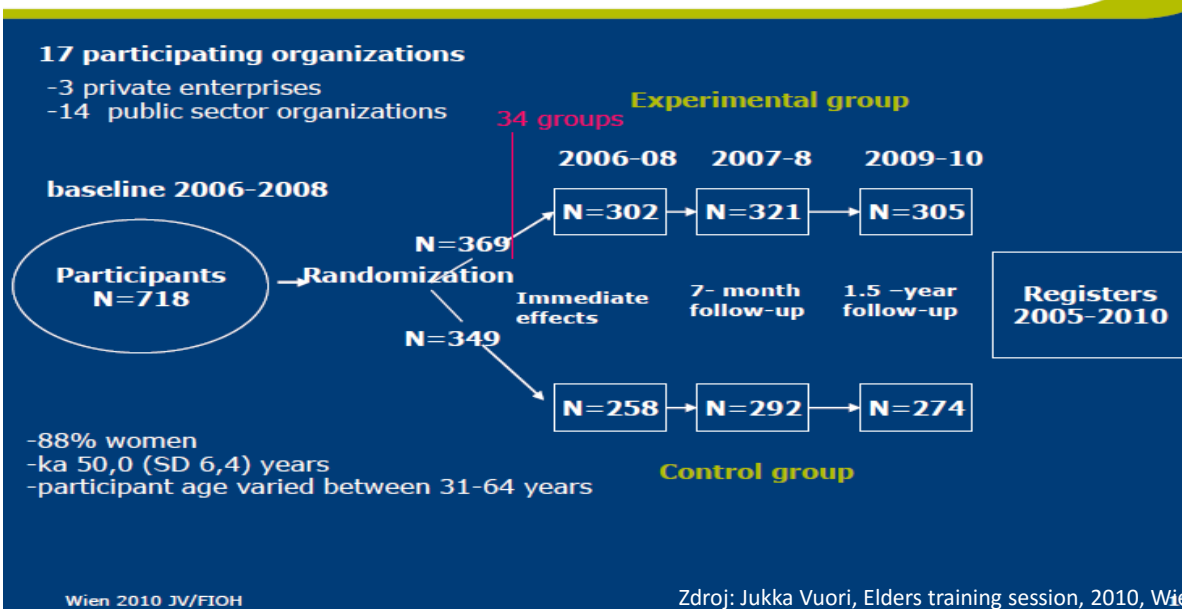 17 participating organizations
-3 private enterprises
-14 public sector organizations
Experimental group
34 groups
2006-08 2007-8 2009-10
baseline 2006-2008
N=302 N=321 N=305
N=369
Participants
N=718
Randomization
Immediate
effects
7- month
follow-up
1.5 –year
follow-up
Registers
2005-2010
N=349
N=258 N=292 N=274
-88% women
-ka 50,0 (SD 6,4) years
-participant age varied between 31-64 years
Control group
Wien 2010 JV/FIOH
Zdroj: Jukka Vuori, Elders training session, 2010,